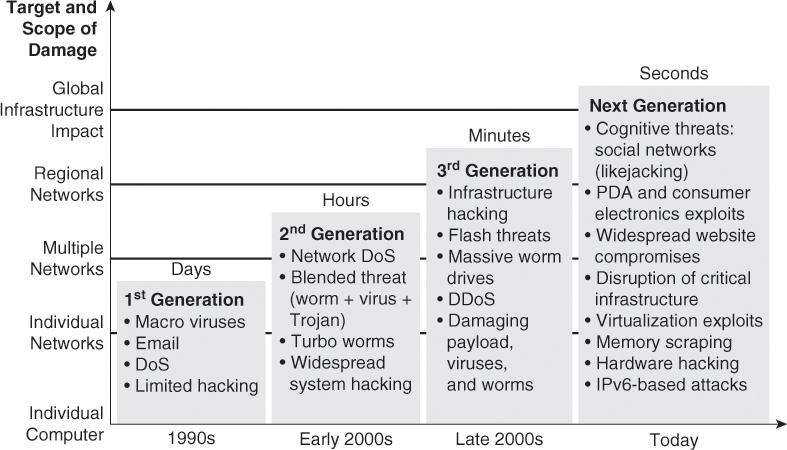 Target and
Scope of
Damage
Global
Infrastructure
Impact
Regional
Networks
Multiple
Networks
Individual
Networks
Individual
Computer
Days
1st Generation
• Macro viruses
• Email
• DoS
• Limited hacking
1990s
Hours
2nd Generation
• Network DoS
• Blended threat
(worm + virus +
Trojan)
• Turbo worms
• Widespread
system hacking
Early 2000s
Minutes
3rd Generation
• Infrastructure
hacking
• Flash threats
• Massive worm
drives
• DDoS
• Damaging
payload,
viruses,
and worms
Late 2000s
Seconds
Next Generation
• Cognitive threats:
social networks
(likejacking)
• PDA and consumer
electronics exploits
• Widespread website
compromises
• Disruption of critical
infrastructure
• Virtualization exploits
• Memory scraping
• Hardware hacking
• IPv6-based attacks
Today